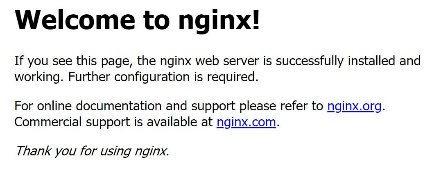 Welcome to nginx!
If you see this page, the nginx web server is successfully installed and
working. Further configuration is required.
For online documentation and support please refer to nginx.org.
Commercial support is available at nginx.com.
Thank you for using nginx.